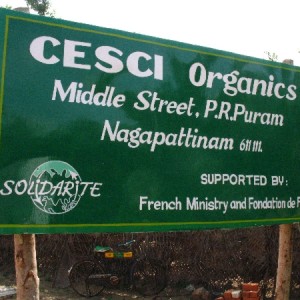 CESCI Organics
Middle Street, P.R.Puram
Nagapattinam 611 111.
SOLIDARITE
SUPPORTED BY :
French Ministry and Fondation de F